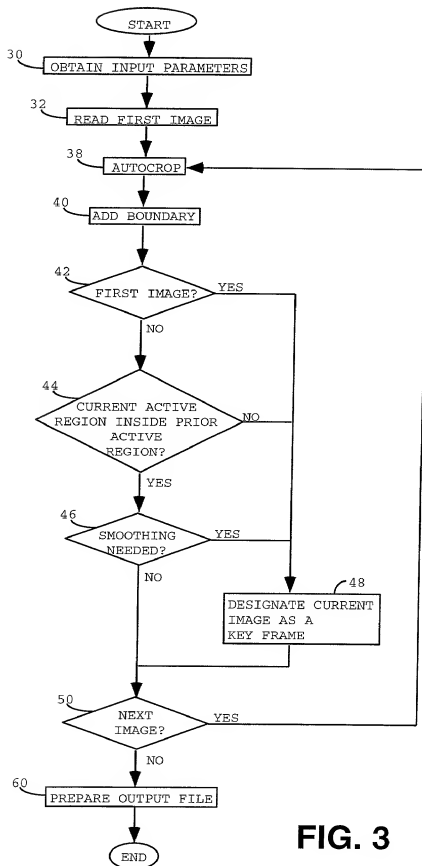 START
30
OBTAIN INPUT PARAMETERS
32
READ FIRST IMAGE
38
AUTOCROP
40
ADD BOUNDARY
42
FIRST IMAGE?
YES
NO
44
CURRENT ACTIVE
REGION INSIDE PRIOR
ACTIVE
REGION?
NO
YES
46
SMOOTHING
NEEDED?
YES
NO
48
DESIGNATE CURRENT
IMAGE AS A
KEY FRAME
50
NEXT
IMAGE?
YES
NO
60
PREPARE OUTPUT FILE
END
FIG. 3